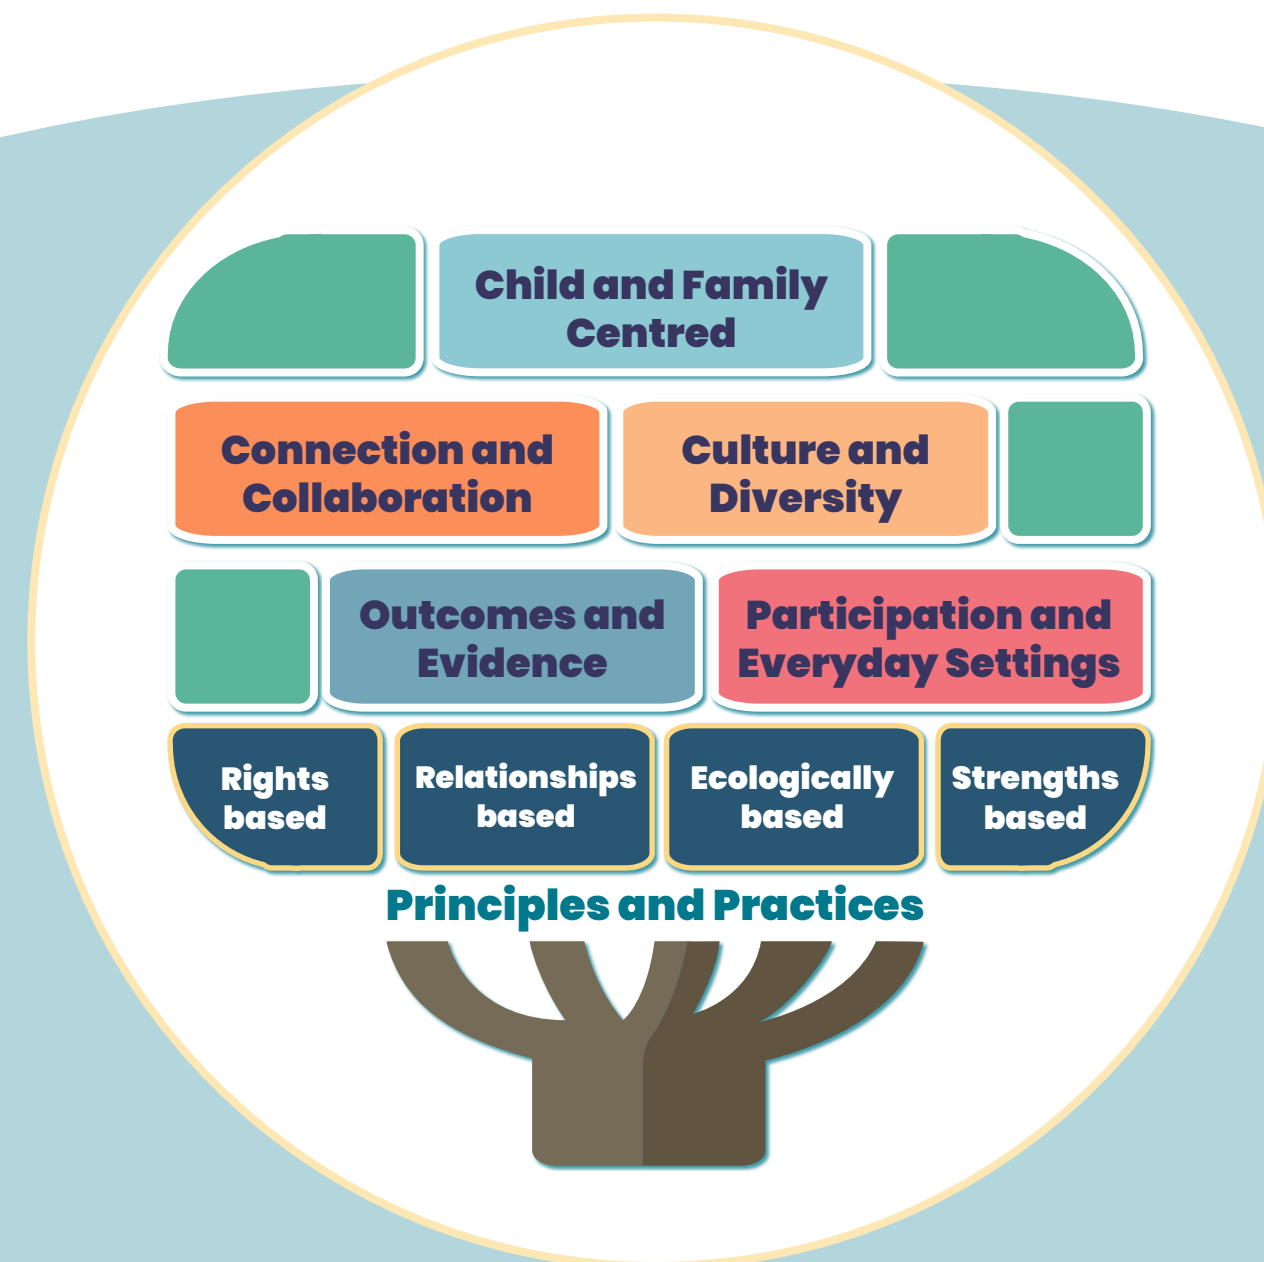 Child and Family
Centred
Connection and
Collaboration
Culture and
Diversity
Outcomes and
Evidence
Participation and
Everyday Settings
Rights
based
Relationships
based
Ecologically
based
Strengths
based
Principles and Practices